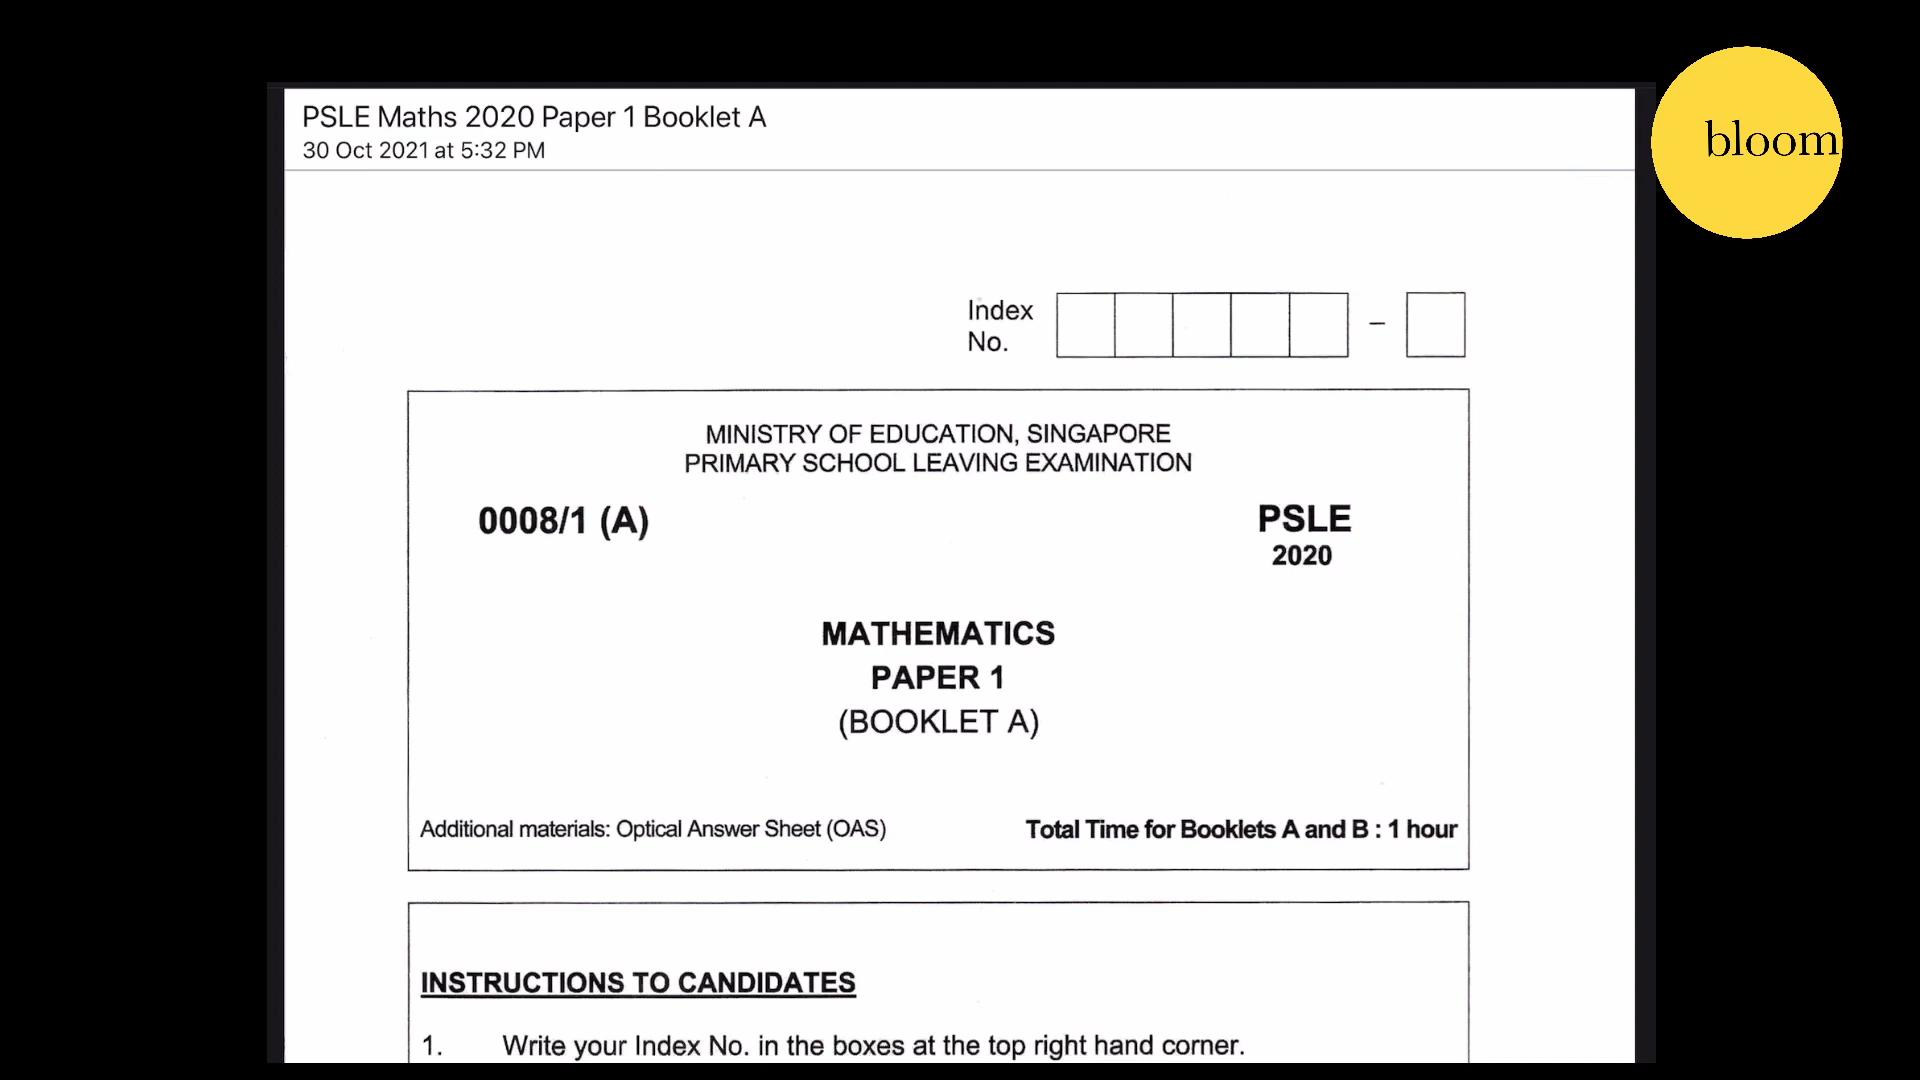 PSLE Maths 2020 Paper 1 Booklet A
30 Oct 2021 at 5:32 PM
bloom
Index
No.
–
MINISTRY OF EDUCATION, SINGAPORE
PRIMARY SCHOOL LEAVING EXAMINATION
0008/1 (A)
PSLE
2020
MATHEMATICS
PAPER 1
(BOOKLET A)
Additional materials: Optical Answer Sheet (OAS)
Total Time for Booklets A and B : 1 hour
INSTRUCTIONS TO CANDIDATES
1. Write your Index No. in the boxes at the top right hand corner.